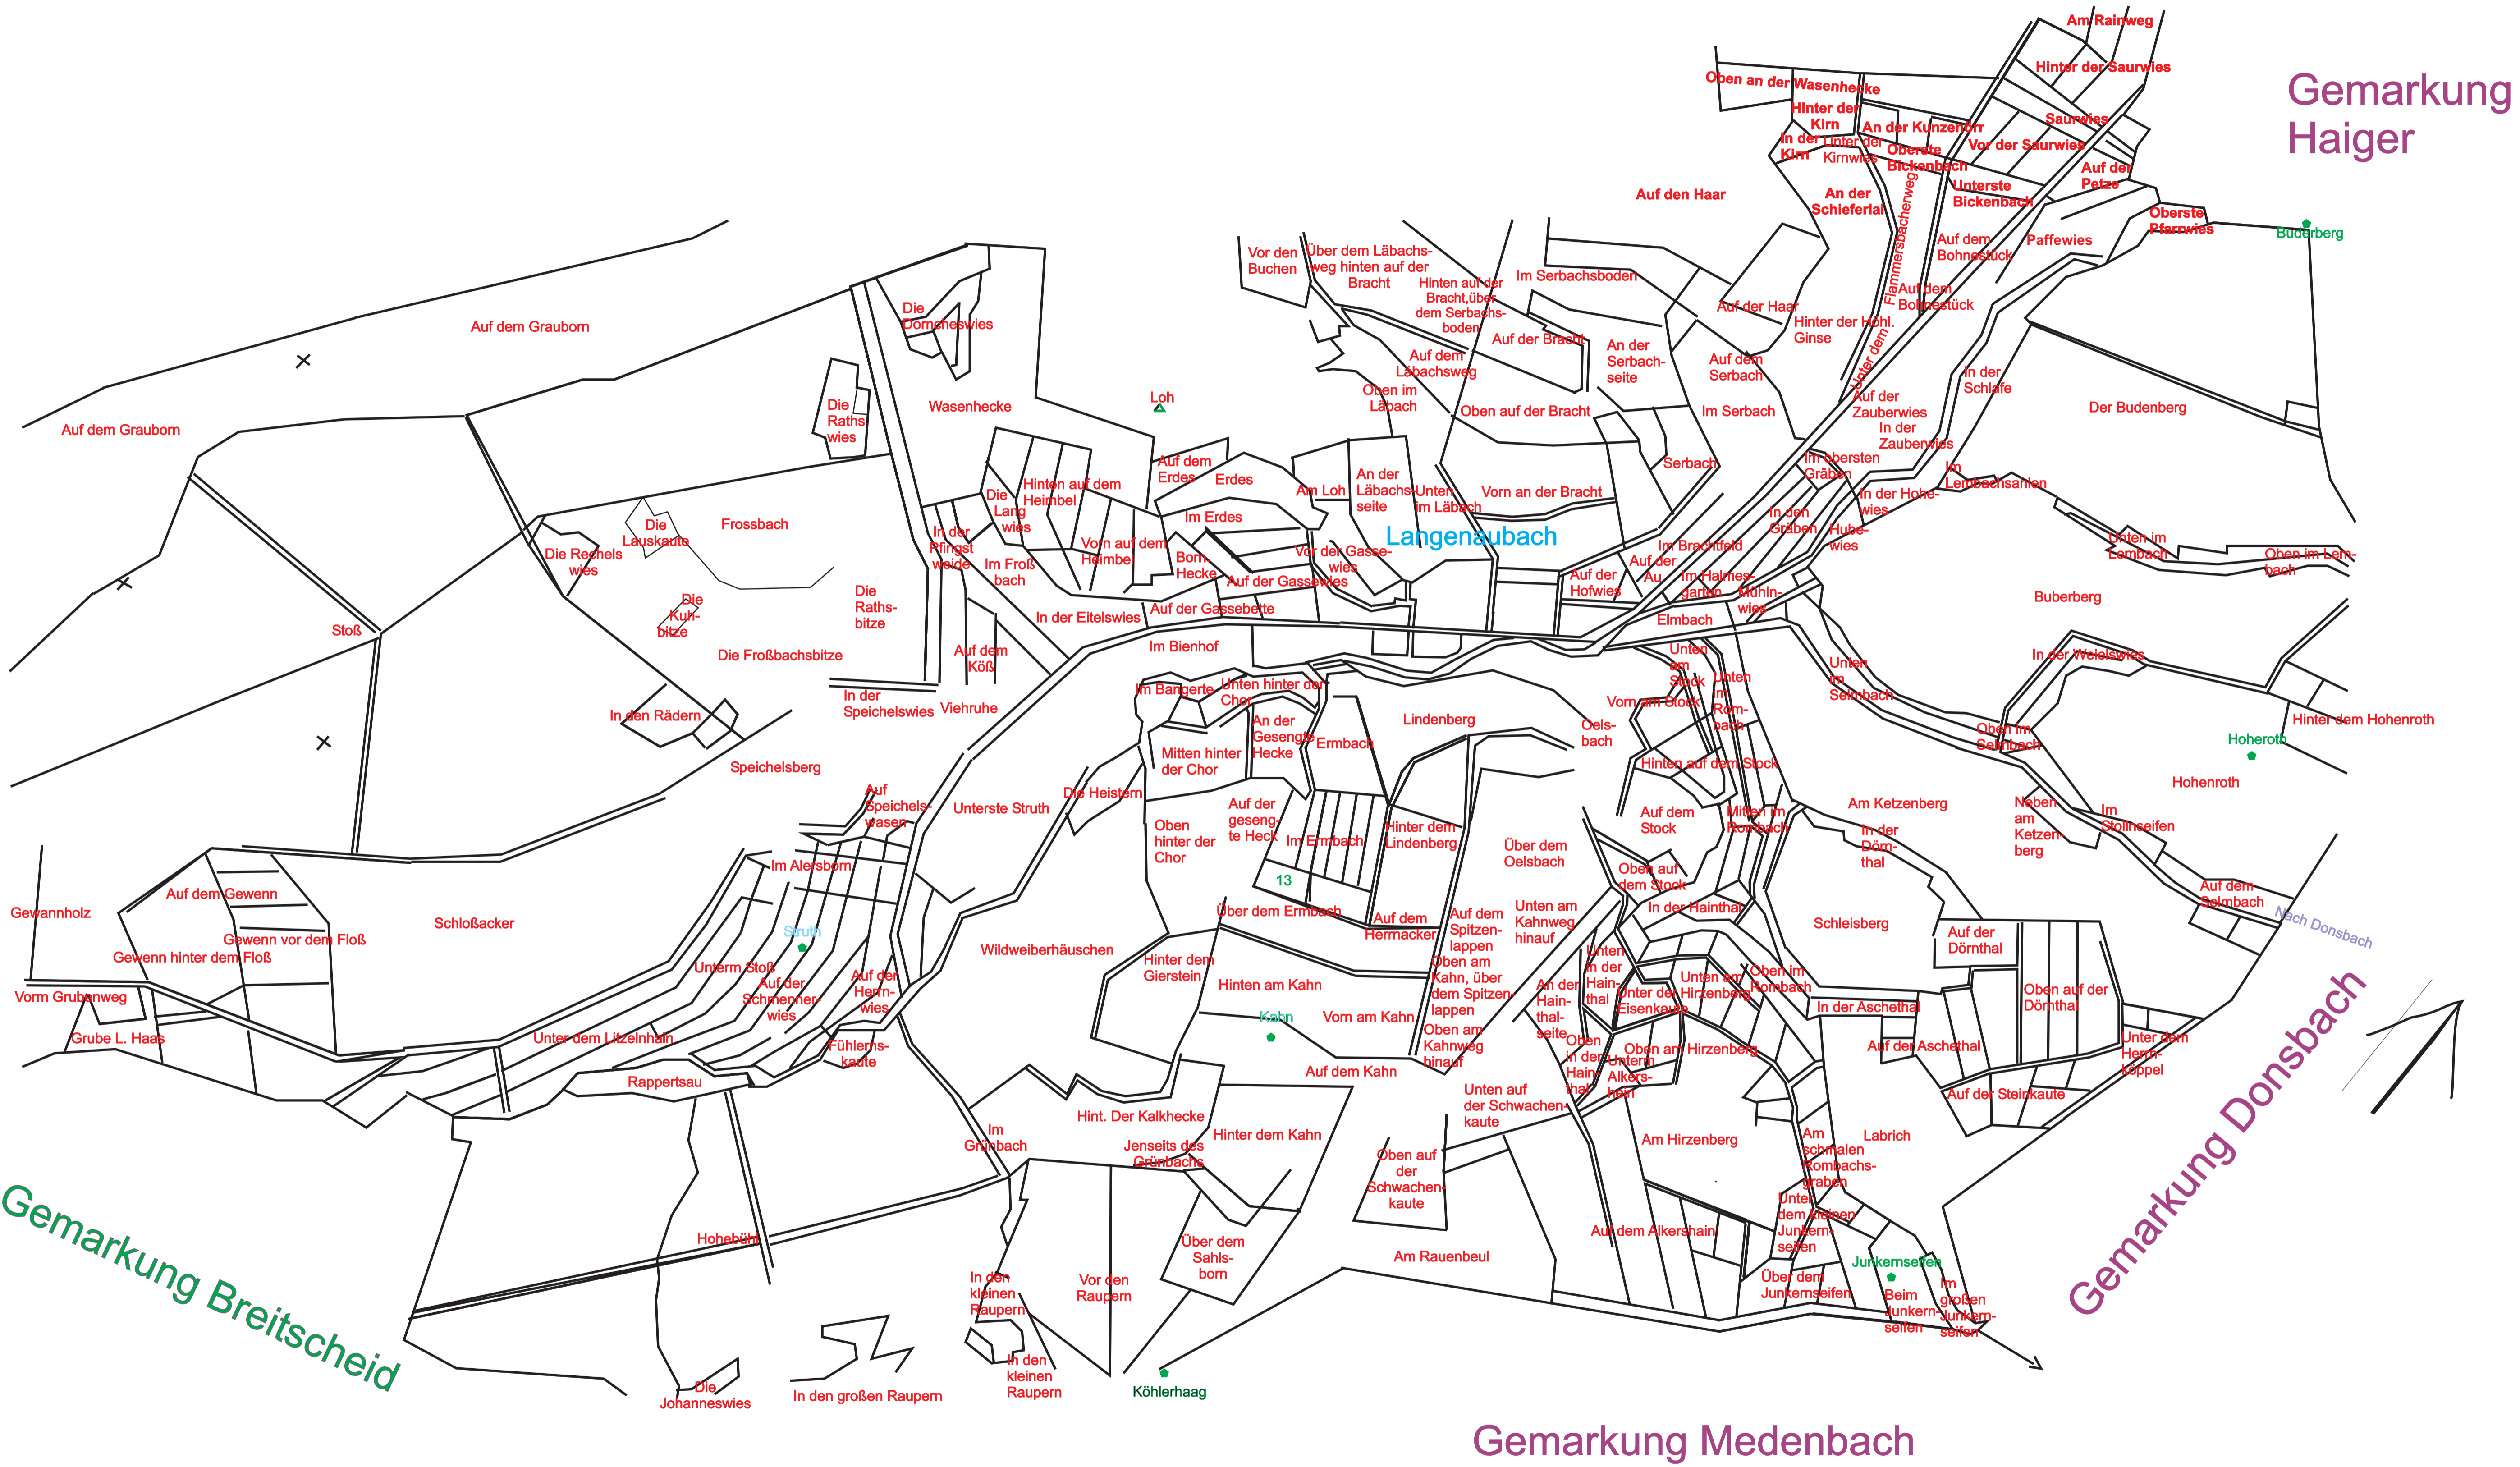 Am Rainweg
Hinter der Saurwies
Gemarkung
Haiger
Oben an der Wasenhecke
Hinter der
Kirn
An der Kunzenörr
Saurwies
In der
Kirn
Unter der
Kirnwies
Oberste
Bickenbach
Vor der Saurwies
Auf der
Petze
Auf den Haar
An der
Schieferlai
Flammersbacherweg
Unter dem
Unterste
Bickenbach
Oberste
Pfarrwies
Buderberg
Auf dem
Bohnestück
Paffewies
Auf dem
Bohnestück
Vor den
Buchen
Über dem Läbachs-
weg hinten auf der
Bracht
Hinten auf der
Bracht,über
dem Serbachs-
boden
Im Serbachsboden
Auf der Haar
Hinter der Höhl.
Ginse
Auf der Bracht
An der
Serbach-
seite
Auf dem
Serbach
Auf dem
Läbachsweg
Oben im
Läbach
Oben auf der Bracht
Im Serbach
In der
Schlafe
Auf der
Zauberwies
In der
Zauberwies
Der Budenberg
Auf dem Grauborn
Auf dem Grauborn
Die
Dörncheswies
Die
Raths
wies
Wasenhecke
Loh
Auf dem
Erdes
Erdes
Am Loh
An der
Läbachs-
seite
Unten
im Läbach
Vorn an der Bracht
Serbach
Im obersten
Gräben
Im
Lembachsahlen
In der Hohe-
wies
In den
Gräben
Hube-
wies
Unten im
Lembach
Oben im Lem-
bach
Langenaubach
Die
Lang
wies
Hinten auf dem
Heimbel
Im Erdes
Vorn auf dem
Heimbel
Born
Hecke
Vor der Gasse-
wies
Auf der Gassewies
Auf der Gassebette
In der
Pfingst
weide
Im Froß
bach
In der Eitelswies
Im Brachtfeld
Auf der
Au
Auf der
Hofwies
Im Halmes-
garten
Mühln-
wies
Elmbach
Buberberg
Die
Lauskaute
Frossbach
Die Rechels
wies
Die
Kuh-
bitze
Die
Raths-
bitze
Die Froßbachsbitze
Stoß
Auf dem
Köß
Im Bienhof
In der
Speichelswies
Viehruhe
In den Rädern
Speichelsberg
Im Bangerte
Unten hinter der
Chor
An der
Gesengte
Hecke
Mitten hinter
der Chor
Ermbach
Lindenberg
Oels-
bach
Unten
am
Stock
Vorn am Stock
Unten
im
Rom-
bach
Hinten auf dem Stock
Unten
im
Selmbach
In der Weielswies
Oben im
Selmbach
Hinter dem Hohenroth
Hoheroth
Hohenroth
Auf
Speichels-
wasen
Unterste Struth
Die Heistern
Oben
hinter der
Chor
Auf der
geseng-
te Heck
Im Ermbach
13
Hinter dem
Lindenberg
Über dem
Oelsbach
Auf dem
Stock
Mitten im
Rombach
Am Ketzenberg
In der
Dörn-
thal
Neben
am
Ketzen-
berg
Im
Stollnseifen
Auf dem
Selmbach
Nach Donsbach
Im Alersborn
Auf dem Gewenn
Gewannholz
Gewenn vor dem Floß
Gewenn hinter dem Floß
Schloßacker
Struth
Unterm Stoß
Auf der
Schmenner-
wies
Auf der
Herrn-
wies
Vorm Grubenweg
Grube L. Haas
Unter dem Litzelnhain
Rappertsau
Fühlerns-
kaute
Wildweiberhäuschen
Über dem Ermbach
Auf dem
Herrnacker
Hinter dem
Gierstein
Hinten am Kahn
Kahn
Vorn am Kahn
Auf dem Kahn
Auf dem
Spitzen-
lappen
Oben am
Kahn, über
dem Spitzen-
lappen
Oben am
Kahnweg
hinauf
Unten am
Kahnweg
hinauf
Oben auf
dem Stock
In der Hainthal
Unten
in der
Hain-
thal
An der
Hain-
thal-
seite
Oben
in der
Hain-
thal
Unter der
Eisenkaute
Unten am
Hirzenberg
Oben im
Rombach
Oben am Hirzenberg
Unterm
Alkers-
hein
Schleisberg
Auf der
Dörnthal
Oben auf der
Dörnthal
In der Aschethal
Auf der Aschethal
Auf der Steinkaute
Unter dem
Herrn-
köppel
Gemarkung Donsbach
Im
Grünbach
Hint. Der Kalkhecke
Jenseits des
Grünbachs
Hinter dem Kahn
Unten auf
der Schwachen-
kaute
Oben auf
der
Schwachen-
kaute
Am Hirzenberg
Am
schmalen
Rombachs-
graben
Labrich
Unter
dem kleinen
Junkern-
seifen
Auf dem Alkershain
Über dem
Junkernseifen
Junkernseifen
Beim
Junkern-
seifen
Im
großen
Junkern-
seifen
Hohebühl
Gemarkung Breitscheid
In den
kleinen
Raupern
Vor den
Raupern
Über dem
Sahls-
born
Am Rauenbeul
In den
kleinen
Raupern
Köhlerhaag
Die
Johanneswies
In den großen Raupern
Gemarkung Medenbach